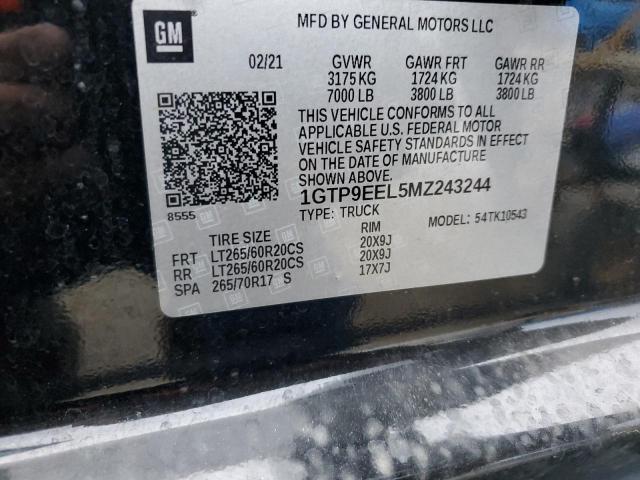 GM
MFD BY GENERAL MOTORS LLC
02/21 GVWR GAWR FRT GAWR RR
3175 KG 1724 KG 1724 KG
7000 LB 3800 LB 3800 LB
THIS VEHICLE CONFORMS TO ALL
APPLICABLE U.S. FEDERAL MOTOR
VEHICLE SAFETY STANDARDS IN EFFECT
ON THE DATE OF MANUFACTURE
SHOWN ABOVE.
8555 1GTP9EEL5MZ243244
TYPE: TRUCK MODEL: 54TK10543
TIRE SIZE RIM
FRT LT265/60R20CS 20X9J
RR LT265/60R20CS 20X9J
SPA 265/70R17 S 17X7J